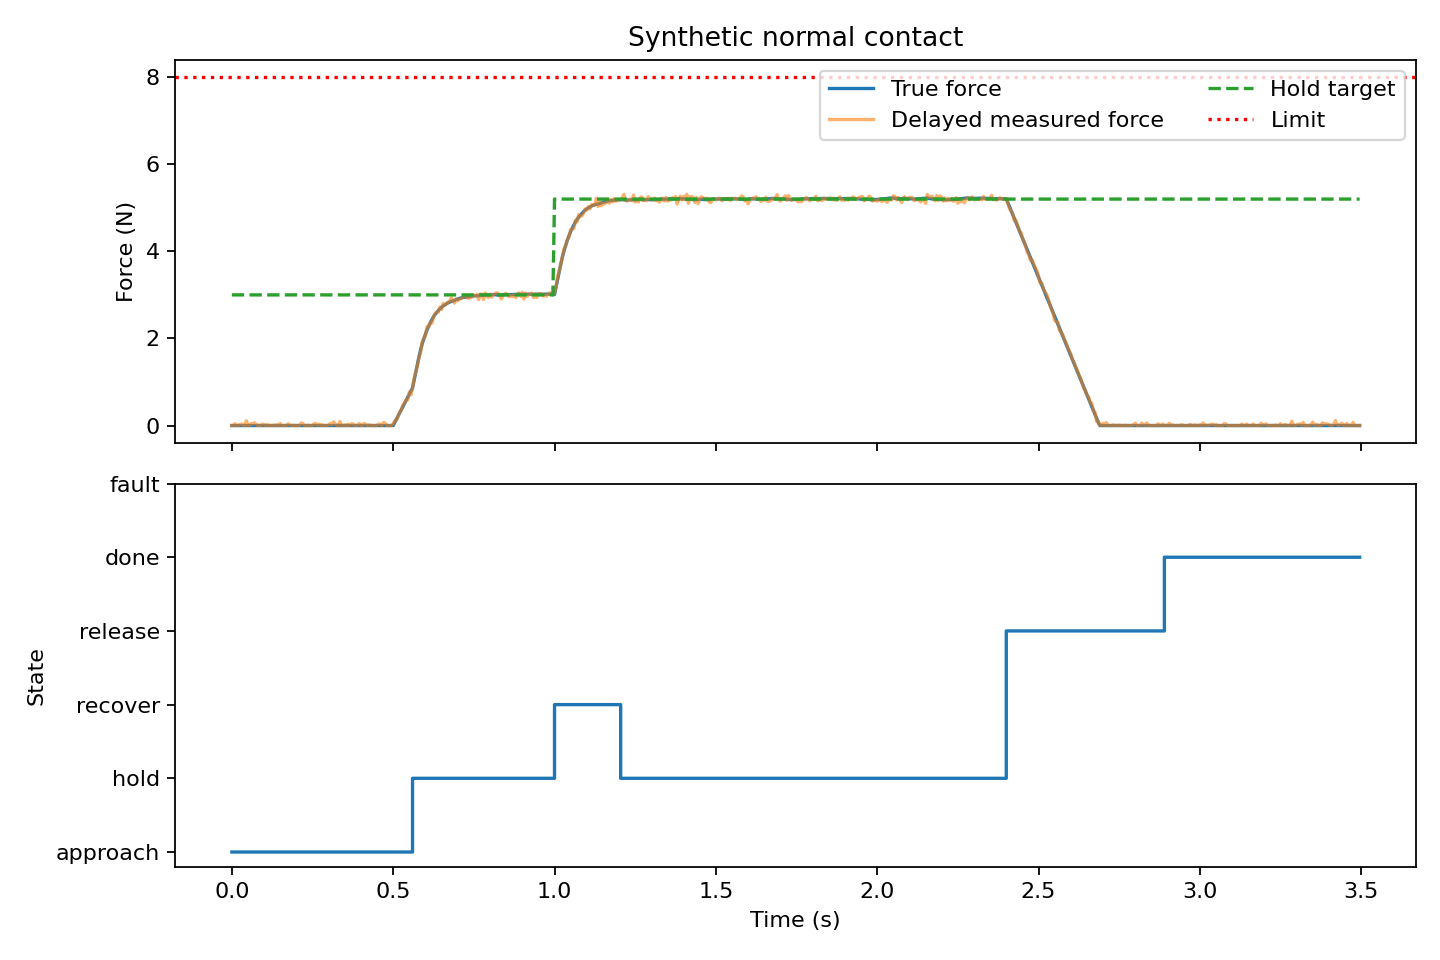 Synthetic normal contact
True force
Delayed measured force
Hold target
Limit
Force (N)
8
6
4
2
0
State
fault
done
release
recover
hold
approach
0.0 0.5 1.0 1.5 2.0 2.5 3.0 3.5
Time (s)